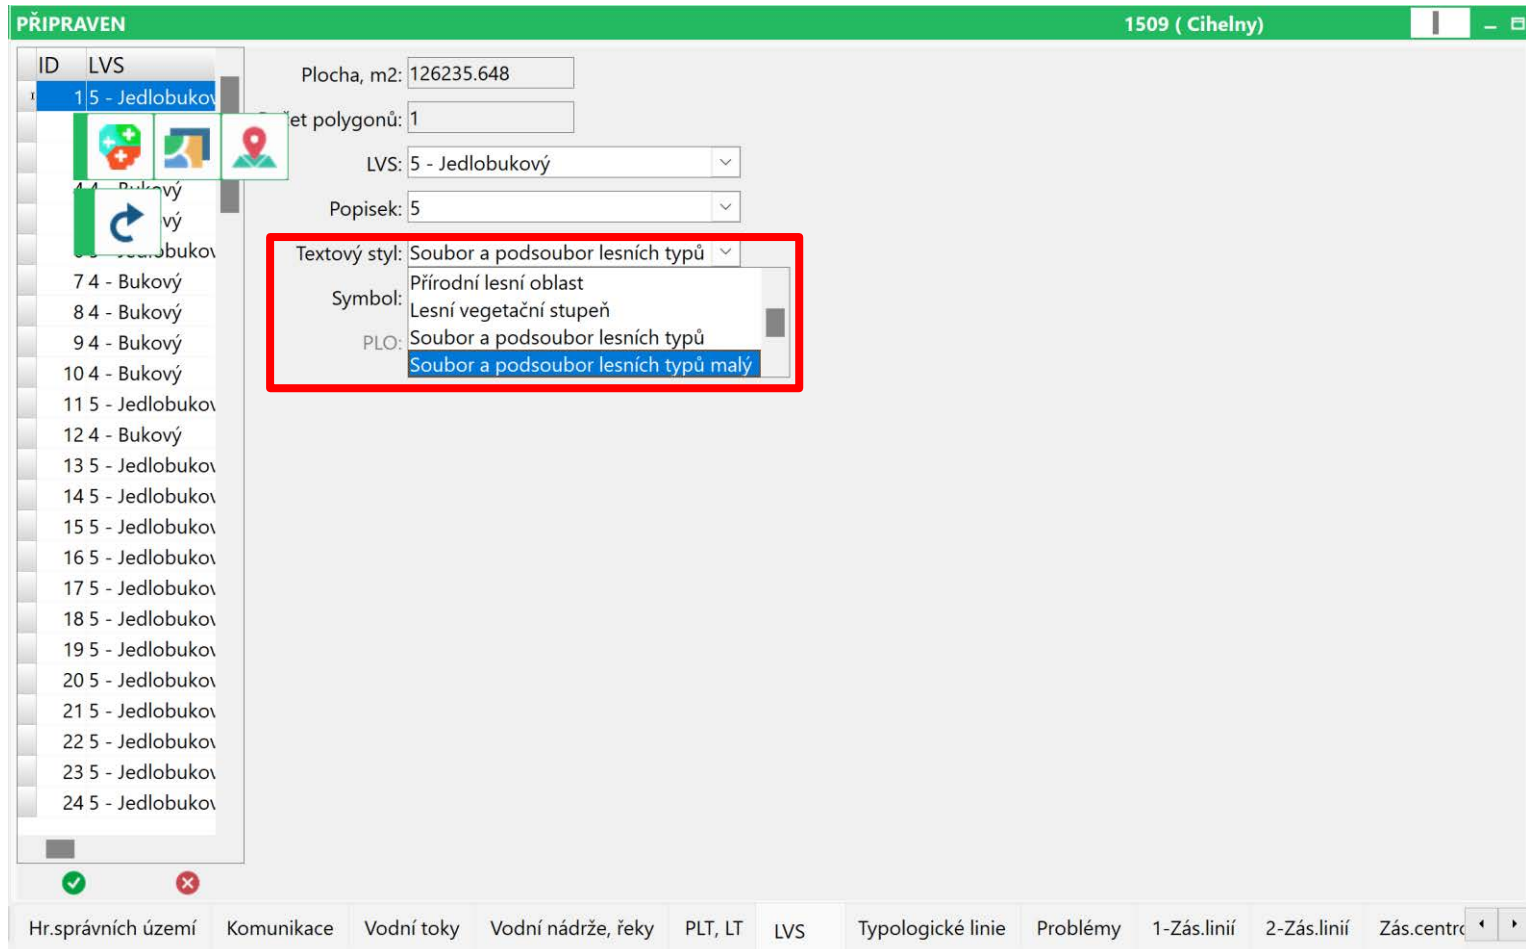 PŘIPRAVEN
1509 ( Cihelny)
ID LVS
1 5 - Jedlobukov
4 4 - Bukový
7 4 - Bukový
8 4 - Bukový
9 4 - Bukový
10 4 - Bukový
11 5 - Jedlobukov
12 4 - Bukový
13 5 - Jedlobukov
14 5 - Jedlobukov
15 5 - Jedlobukov
16 5 - Jedlobukov
17 5 - Jedlobukov
18 5 - Jedlobukov
19 5 - Jedlobukov
20 5 - Jedlobukov
21 5 - Jedlobukov
22 5 - Jedlobukov
23 5 - Jedlobukov
24 5 - Jedlobukov
Plocha, m2: 126235.648
et polygonů: 1
LVS: 5 - Jedlobukový
Popisek: 5
Textový styl: Soubor a podsoubor lesních typů
Přírodní lesní oblast
Symbol:
Lesní vegetační stupeň
PLO:
Soubor a podsoubor lesních typů
Soubor a podsoubor lesních typů malý
Hr.správních území Komunikace Vodní toky Vodní nádrže, řeky PLT, LT LVS Typologické linie Problémy 1-Zás.linií 2-Zás.linií Zás.centro